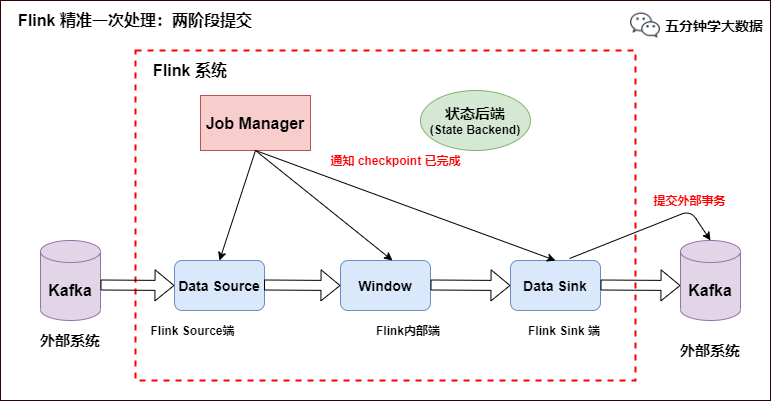 Flink 精准一次处理：两阶段提交
五分钟学大数据
Flink 系统
Job Manager
状态后端
(State Backend)
通知 checkpoint 已完成
提交外部事务
Kafka
Data Source
Window
Data Sink
Kafka
外部系统
Flink Source端
Flink内部端
Flink Sink 端
外部系统